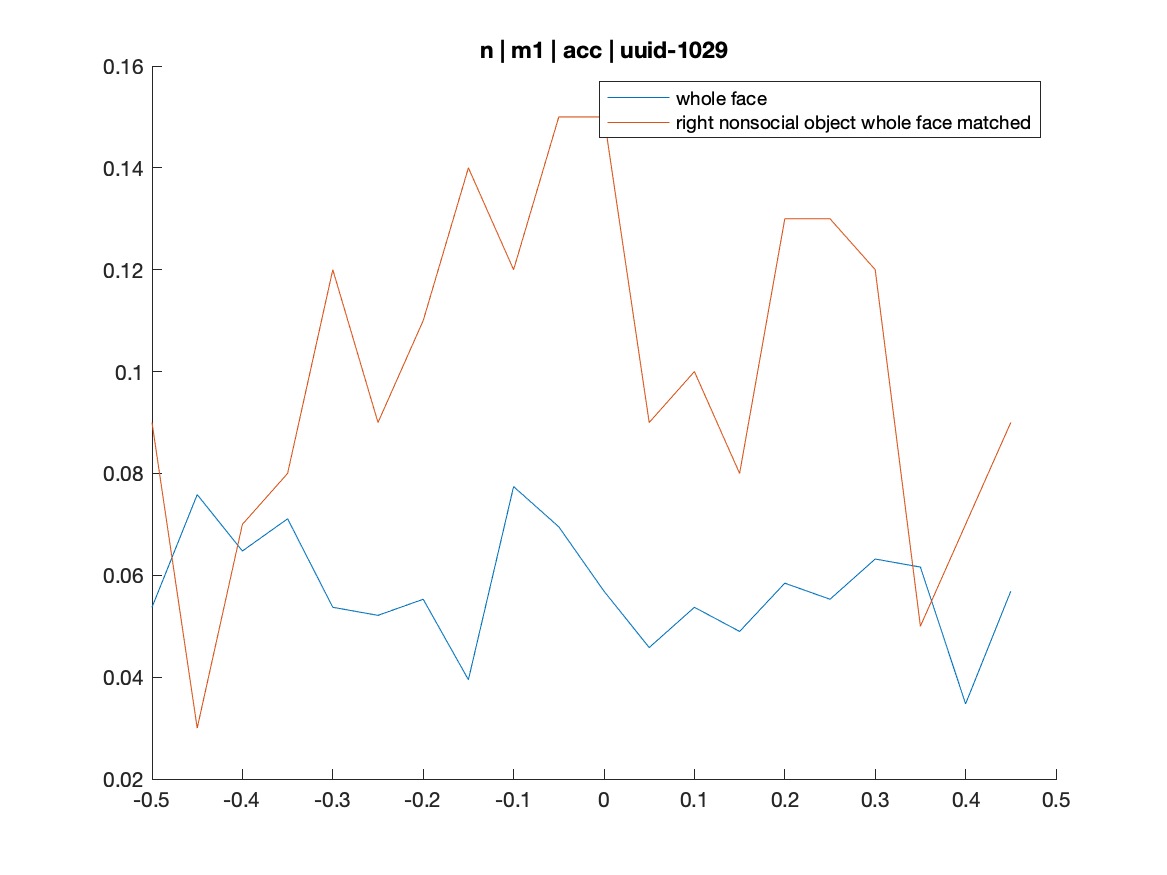 n | m1 | acc | uuid-1029
whole face
right nonsocial object whole face matched
0.16
0.14
0.12
0.1
0.08
0.06
0.04
0.02
-0.5 -0.4 -0.3 -0.2 -0.1 0 0.1 0.2 0.3 0.4 0.5